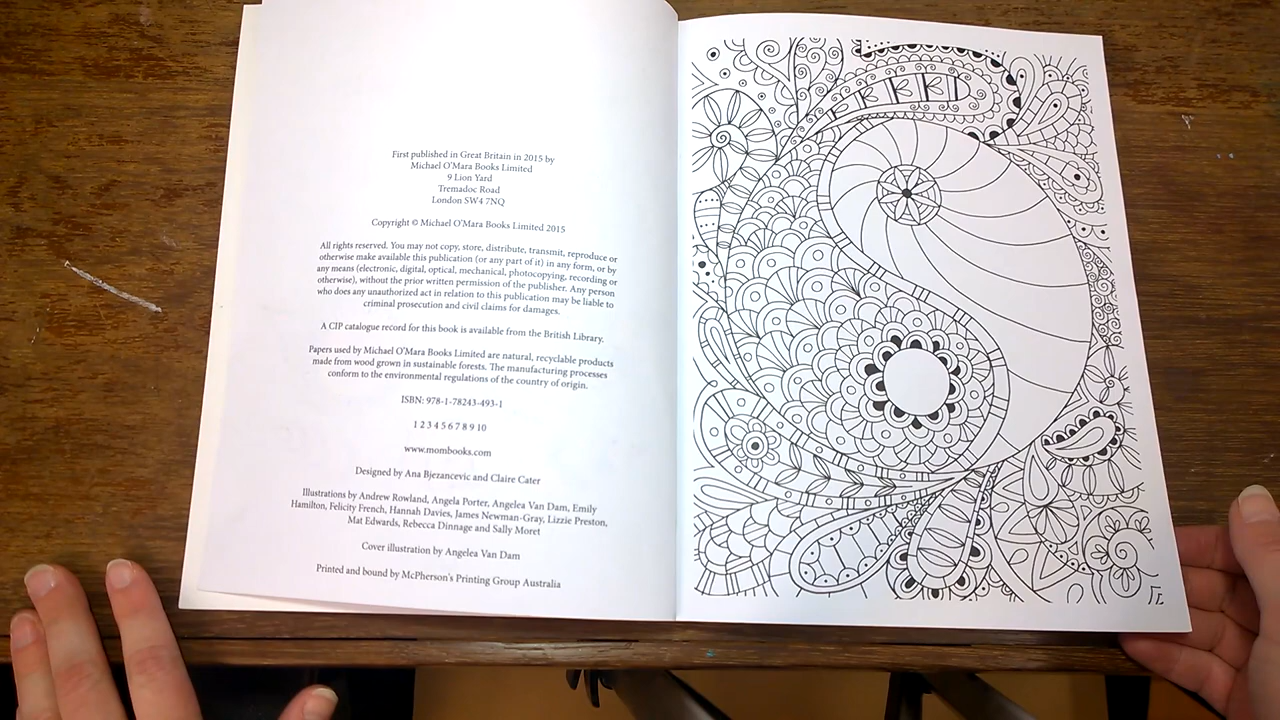 First published in Great Britain in 2015 by
Michael O'Mara Books Limited
9 Lion Yard
Tremadoc Road
London SW4 7NQ
Copyright © Michael O'Mara Books Limited 2015
All rights reserved. You may not copy, store, distribute, transmit, reproduce or
otherwise make available this publication (or any part of it) in any form, or by
any means (electronic, digital, optical, mechanical, photocopying, recording or
otherwise), without the prior written permission of the publisher. Any person
who does any unauthorized act in relation to this publication may be liable to
criminal prosecution and civil claims for damages.
A CIP catalogue record for this book is available from the British Library.
Papers used by Michael O'Mara Books Limited are natural, recyclable products
made from wood grown in sustainable forests. The manufacturing processes
conform to the environmental regulations of the country of origin.
ISBN: 978-1-78243-493-1
1 2 3 4 5 6 7 8 9 10
www.mombooks.com
Designed by Ana Bjezancevic and Claire Cater
Illustrations by Andrew Rowland, Angela Porter, Angelea Van Dam, Emily
Hamilton, Felicity French, Hannah Davies, James Newman-Gray, Lizzie Preston,
Mat Edwards, Rebecca Dinnage and Sally Moret
Cover illustration by Angelea Van Dam
Printed and bound by McPherson's Printing Group Australia